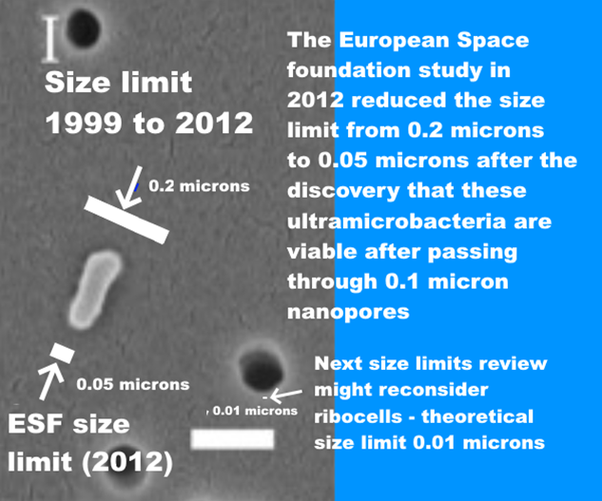 Size limit
1999 to 2012
0.2 microns
0.05 microns
ESF size
limit (2012)
The European Space
foundation study in
2012 reduced the size
limit from 0.2 microns
to 0.05 microns after the
discovery that these
ultramicrobacteria are
viable after passing
through 0.1 micron
nanopores
Next size limits review
might reconsider
ribocells - theoretical
size limit 0.01 microns
0.01 microns